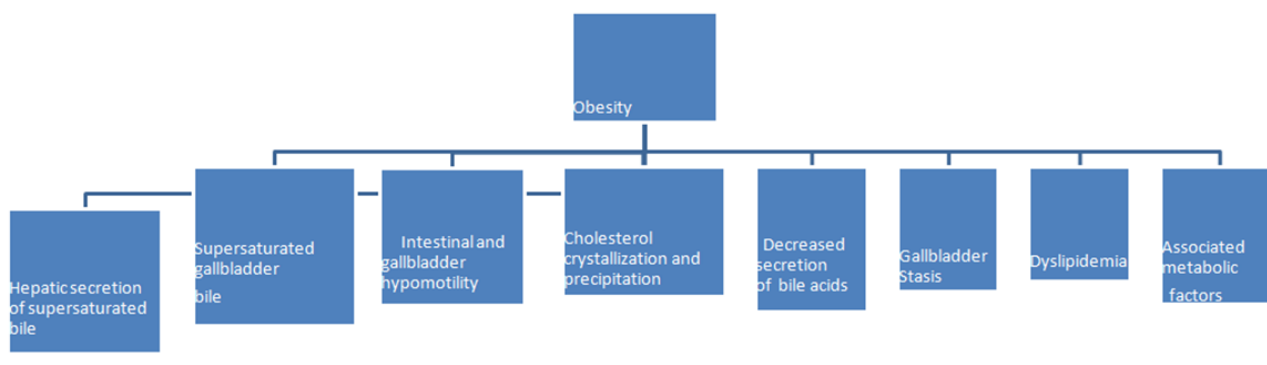 Obesity
Hepatic secretion
of supersaturated
bile
Supersaturated
gallbladder
bile
Intestinal and
gallbladder
hypomotility
Cholesterol
crystallization and
precipitation
Decreased
secretion
of bile acids
Gallbladder
Stasis
Dyslipidemia
Associated
metabolic
factors